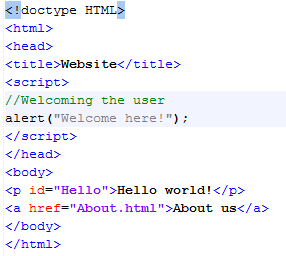 <!doctype HTML>
<html>
<head>
<title>Website</title>
<script>
//Welcoming the user
alert("Welcome here!");
</script>
</head>
<body>
<p id="Hello">Hello world!</p>
<a href="About.html">About us</a>
</body>
</html>